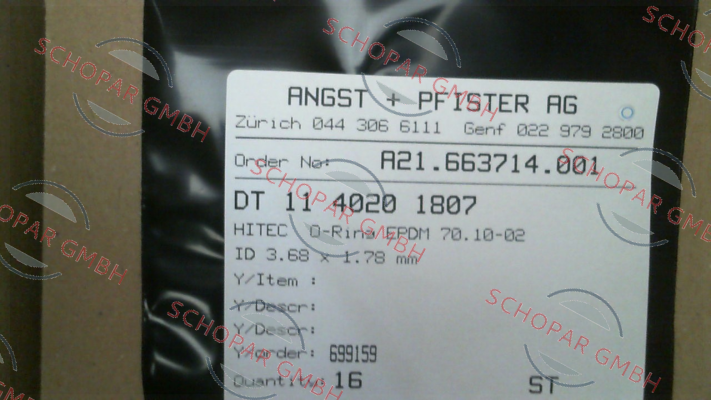 ANGST + PFISTER AG
Zürich 044 306 6111 Genf 022 979 2800
Order No: A21.663714.001
DT 11 4020 1807
HITEC O-Ring EPDM 70.10-02
ID 3.68 x 1.78 mm
Y/Item :
Y/Descr:
Y/Descr:
Y/order: 699159
Quantity: 16 ST
SCHOPAR GMBH
SCHOPAR GMBH
SCHOPAR GMBH
SCHOPAR GMBH
SCHOPAR GMBH
SCHOPAR GMBH
SCHOPAR GMBH
SCHOPAR GMBH